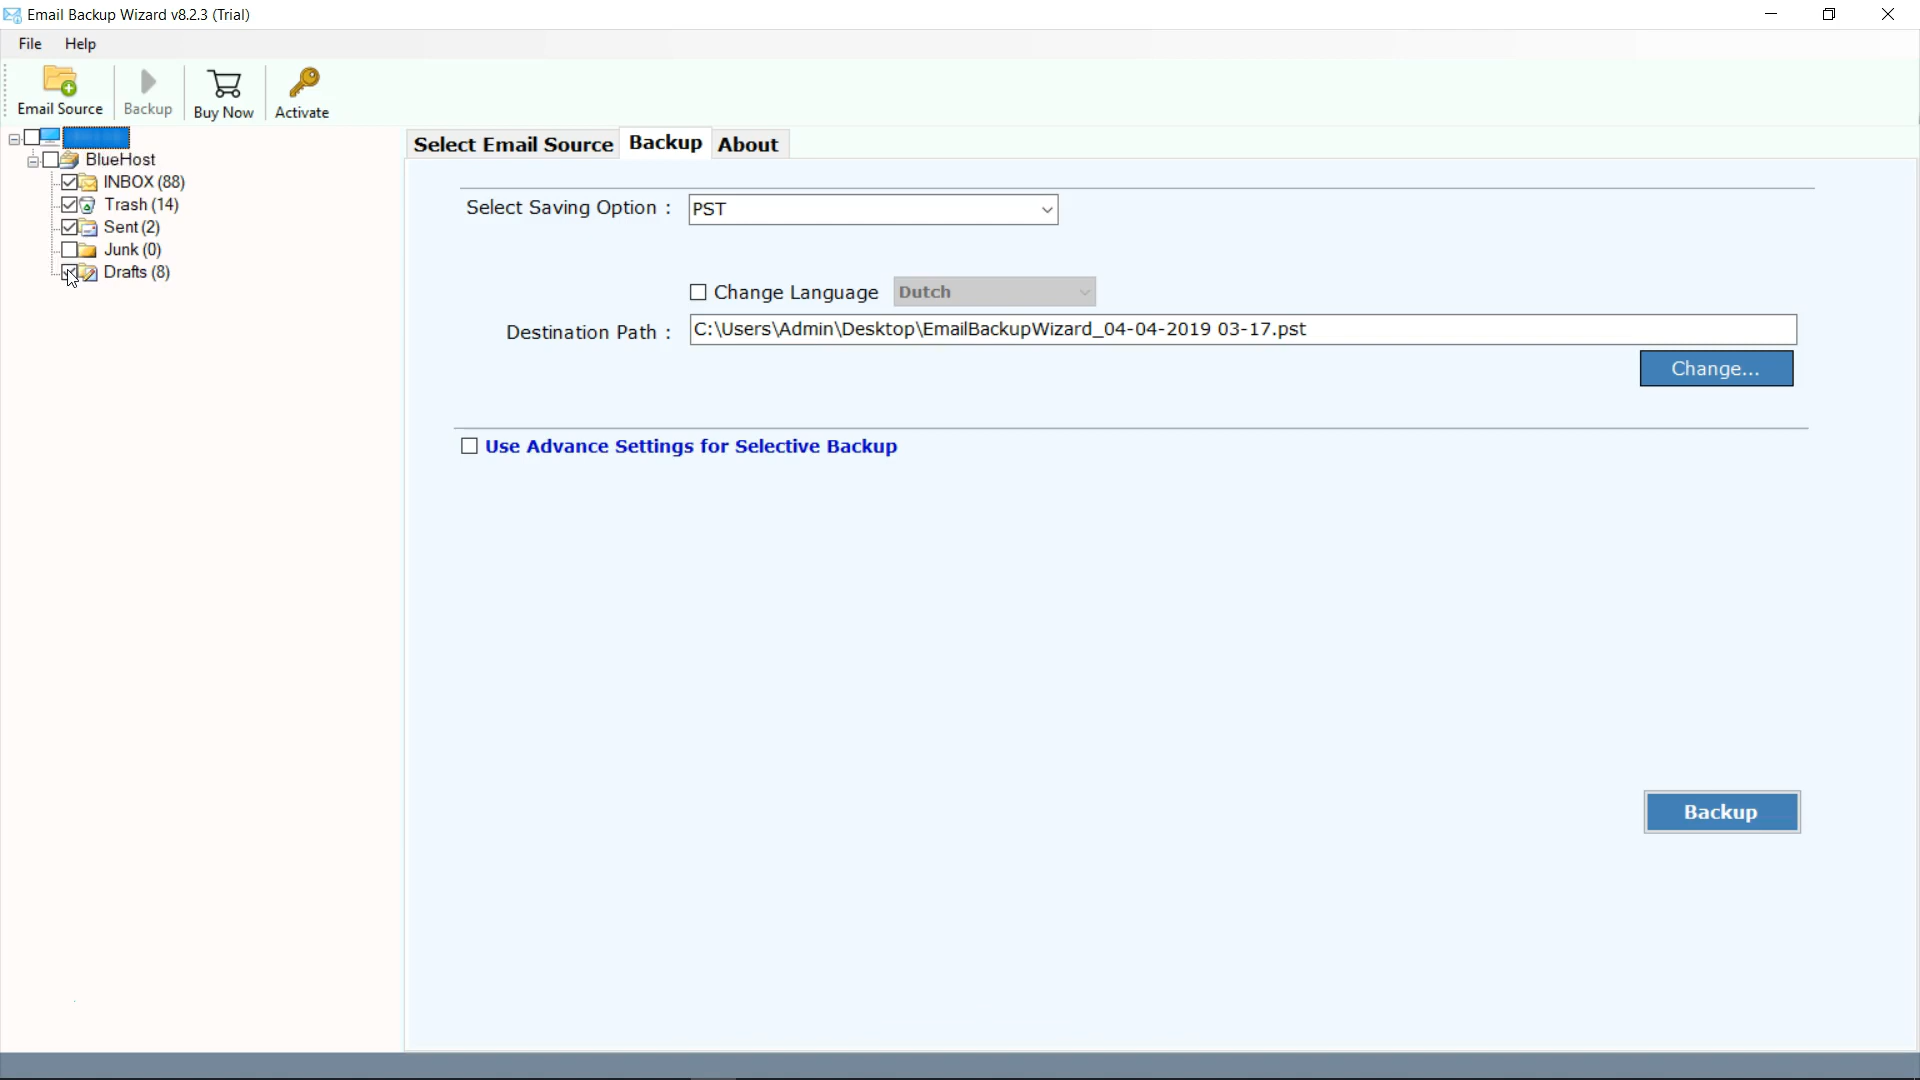 Email Backup Wizard v8.2.3 (Trial)
File Help
Email Source Backup Buy Now Activate
BlueHost
INBOX (88)
Trash (14)
Sent (2)
Junk (0)
Drafts (8)
Select Email Source Backup About
Select Saving Option : PST
Change Language Dutch
Destination Path : C:\Users\Admin\Desktop\EmailBackupWizard_04-04-2019 03-17.pst
Change...
Use Advance Settings for Selective Backup
Backup